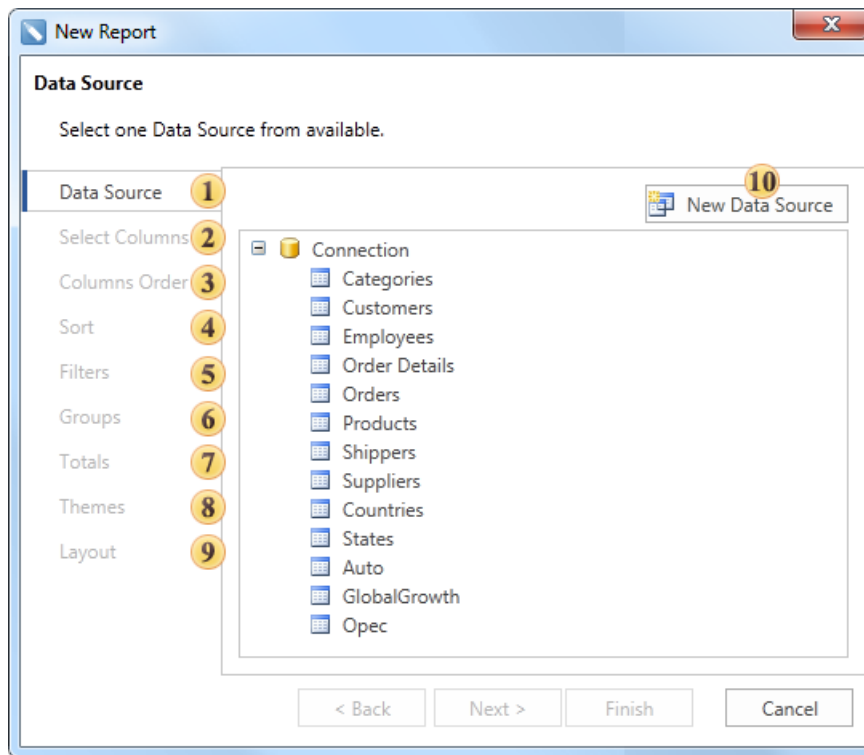 New Report
Data Source
Select one Data Source from available.
Data Source 1
Select Columns 2
Columns Order 3
Sort 4
Filters 5
Groups 6
Totals 7
Themes 8
Layout 9
10
New Data Source
Connection
Categories
Customers
Employees
Order Details
Orders
Products
Shippers
Suppliers
Countries
States
Auto
GlobalGrowth
Opec
< Back Next > Finish Cancel